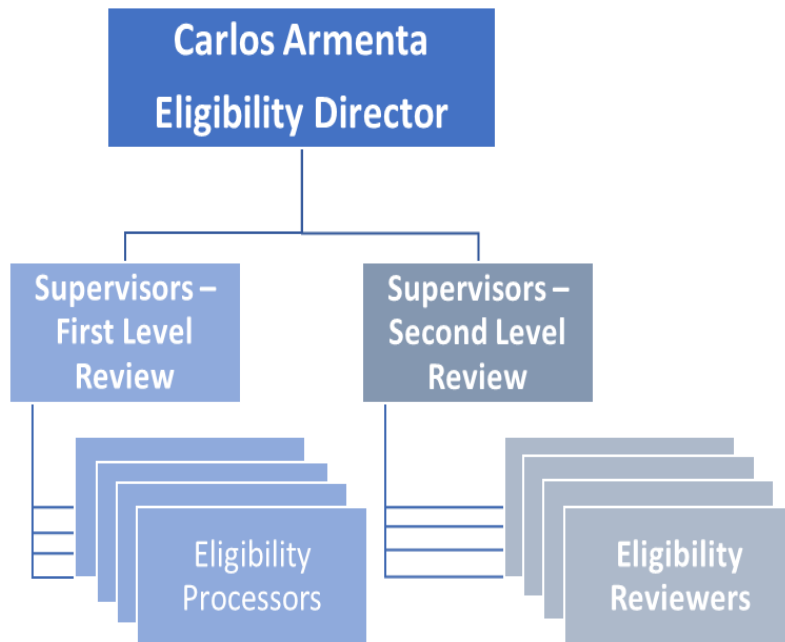 Carlos Armenta
Eligibility Director
Supervisors –
First Level
Review
Supervisors –
Second Level
Review
Eligibility
Processors
Eligibility
Reviewers